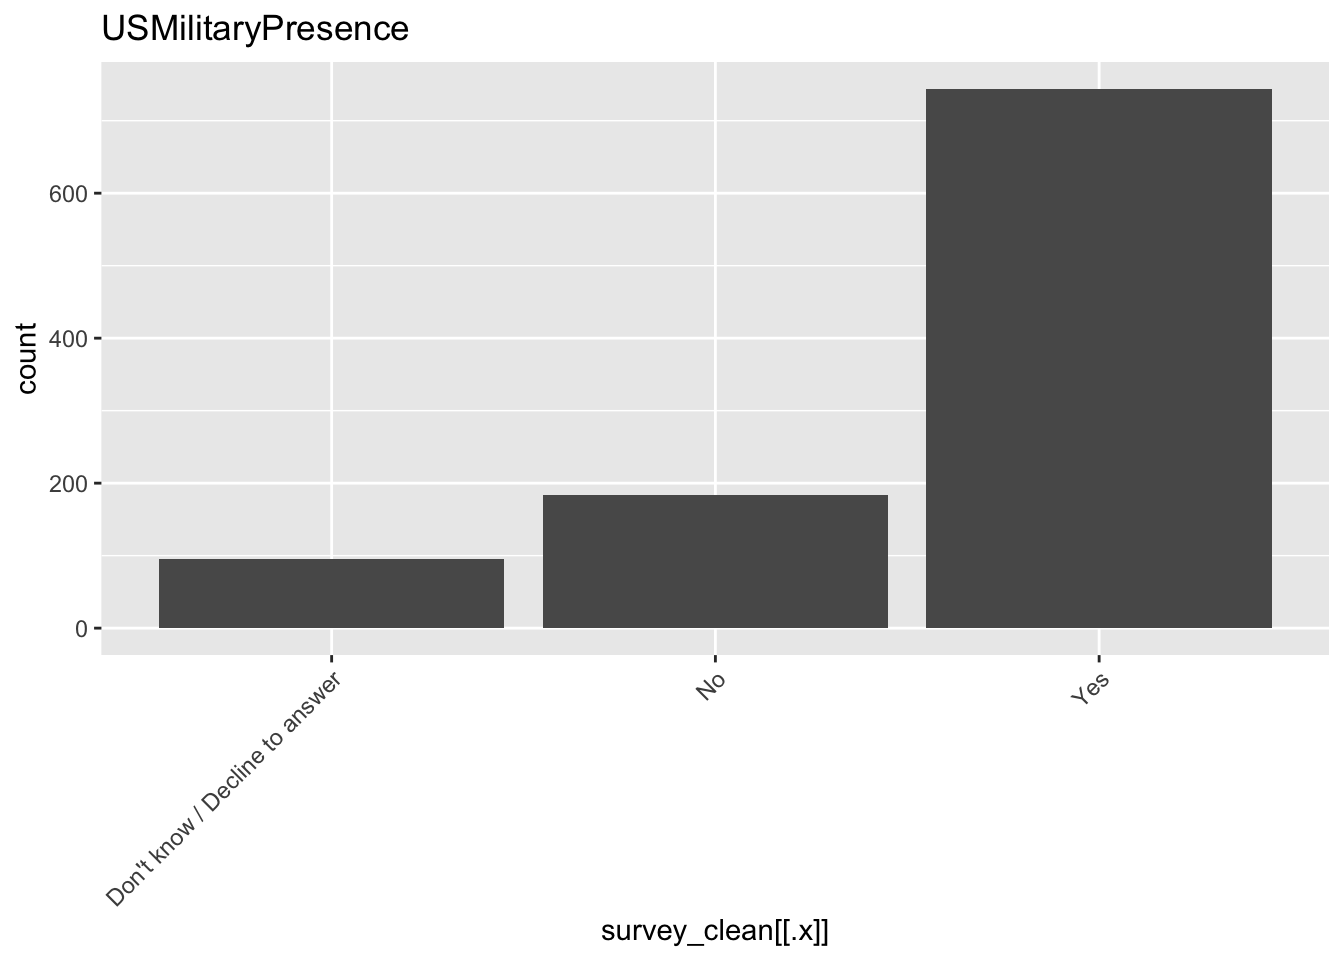 USMilitaryPresence
count
600
400
200
0
Don't know / Decline to answer
No
Yes
survey_clean[[.x]]